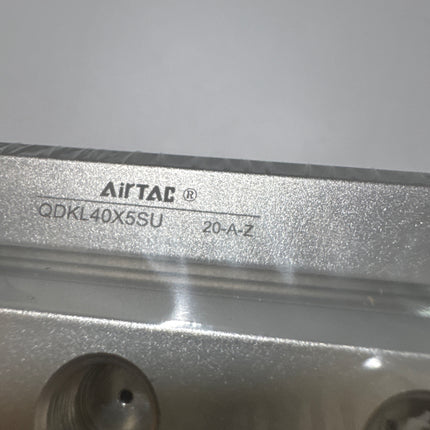 AirTAC ®
QDKL40X5SU 20-A-Z